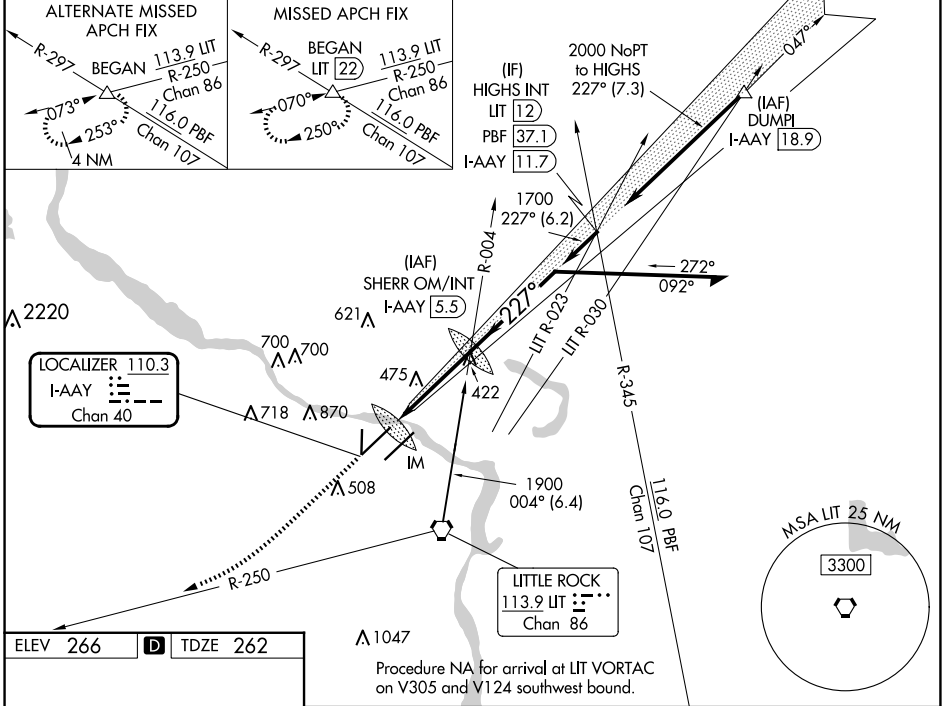 ALTERNATE MISSED
APCH FIX
R-297
BEGAN
113.9 LIT
R-250
Chan 86
073°
253°
4 NM
116.0 PBF
Chan 107
MISSED APCH FIX
R-297
BEGAN
LIT 22
113.9 LIT
R-250
Chan 86
070°
250°
116.0 PBF
Chan 107
(IF)
HIGHS INT
LIT 12
PBF 37.1
I-AAY 11.7
2000 NoPT
to HIGHS
227° (7.3)
047°
(IAF)
DUMPI
I-AAY 18.9
1700
227° (6.2)
R-004
(IAF)
SHERR OM/INT
I-AAY 5.5
227°
272°
092°
LIT R-023
LIT R-030
R-345
2220
621
700
700
475
422
718
870
IM
508
LOCALIZER 110.3
I-AAY
Chan 40
1900
004° (6.4)
116.0 PBF
Chan 107
R-250
LITTLE ROCK
113.9 LIT
Chan 86
MSA LIT 25 NM
3300
ELEV 266
D
TDZE 262
1047
Procedure NA for arrival at LIT VORTAC
on V305 and V124 southwest bound.